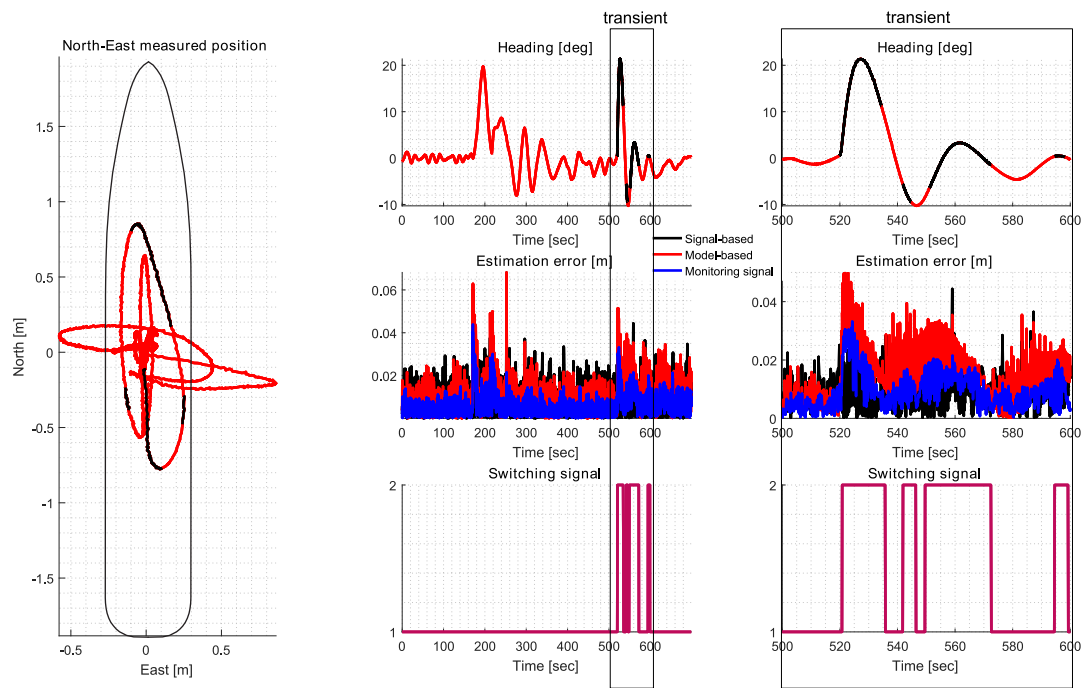 North-East measured position
1.5
1
0.5
0
-0.5
-1
-1.5
-0.5 0 0.5
East [m]
North [m]
transient
Heading [deg]
20
10
0
-10
0 100 200 300 400 500 600
Time [sec]
Signal-based
Model-based
Monitoring signal
Estimation error [m]
0.06
0.04
0.02
0 100 200 300 400 500 600
Time [sec]
Switching signal
2
1
0 100 200 300 400 500 600
Time [sec]
transient
Heading [deg]
20
10
0
-10
500 520 540 560 580 600
Time [sec]
Estimation error [m]
0.04
0.02
0
500 520 540 560 580 600
Time [sec]
Switching signal
2
1
500 520 540 560 580 600
Time [sec]